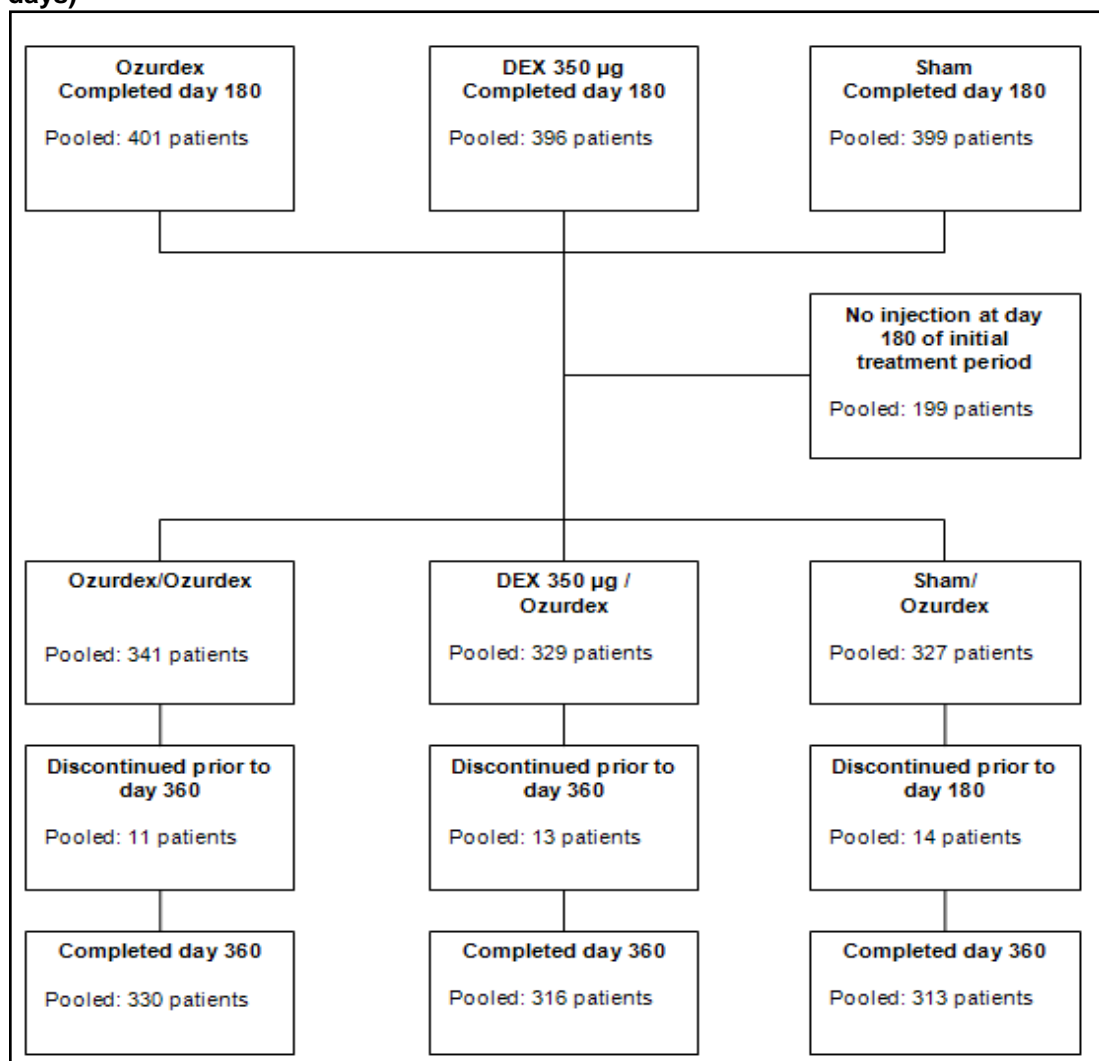 days)
Ozurdex
Completed day 180
Pooled: 401 patients
DEX 350 µg
Completed day 180
Pooled: 396 patients
Sham
Completed day 180
Pooled: 399 patients
No injection at day
180 of initial
treatment period
Pooled: 199 patients
Ozurdex/Ozurdex
Pooled: 341 patients
DEX 350 µg /
Ozurdex
Pooled: 329 patients
Sham/
Ozurdex
Pooled: 327 patients
Discontinued prior to
day 360
Pooled: 11 patients
Discontinued prior to
day 360
Pooled: 13 patients
Discontinued prior to
day 180
Pooled: 14 patients
Completed day 360
Pooled: 330 patients
Completed day 360
Pooled: 316 patients
Completed day 360
Pooled: 313 patients